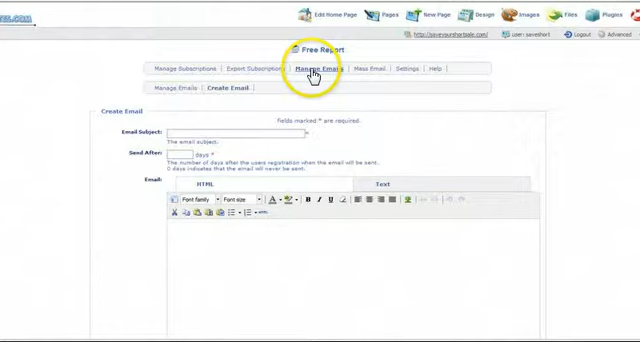 Edit Home Page Pages New Page Design Images Files Plugins
http://saveyourshortsale.com/ user: saveshort Logout Advanced
Free Report
Manage Subscriptions Export Subscriptions Manage Emails Mass Email Settings Help
Manage Emails Create Email
Create Email
Fields marked * are required.
Email Subject: *
The email subject.
Send After: days *
The number of days after the users registration when the email will be sent.
0 days indicates that the email will never be sent.
Email: HTML Text
Font family Font size A B I U
HTML